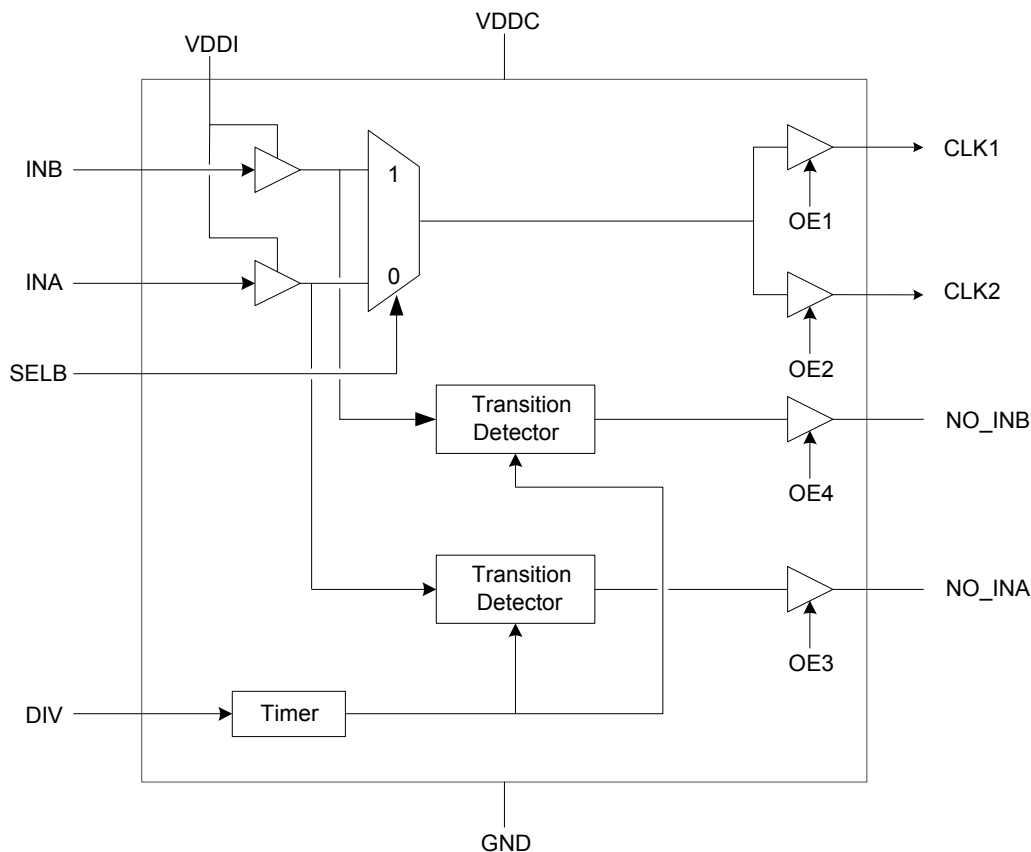 VDDC
VDDI
INB
1
CLK1
OE1
INA
0
CLK2
SELB
OE2
Transition
Detector
NO_INB
OE4
Transition
Detector
NO_INA
OE3
DIV
Timer
GND